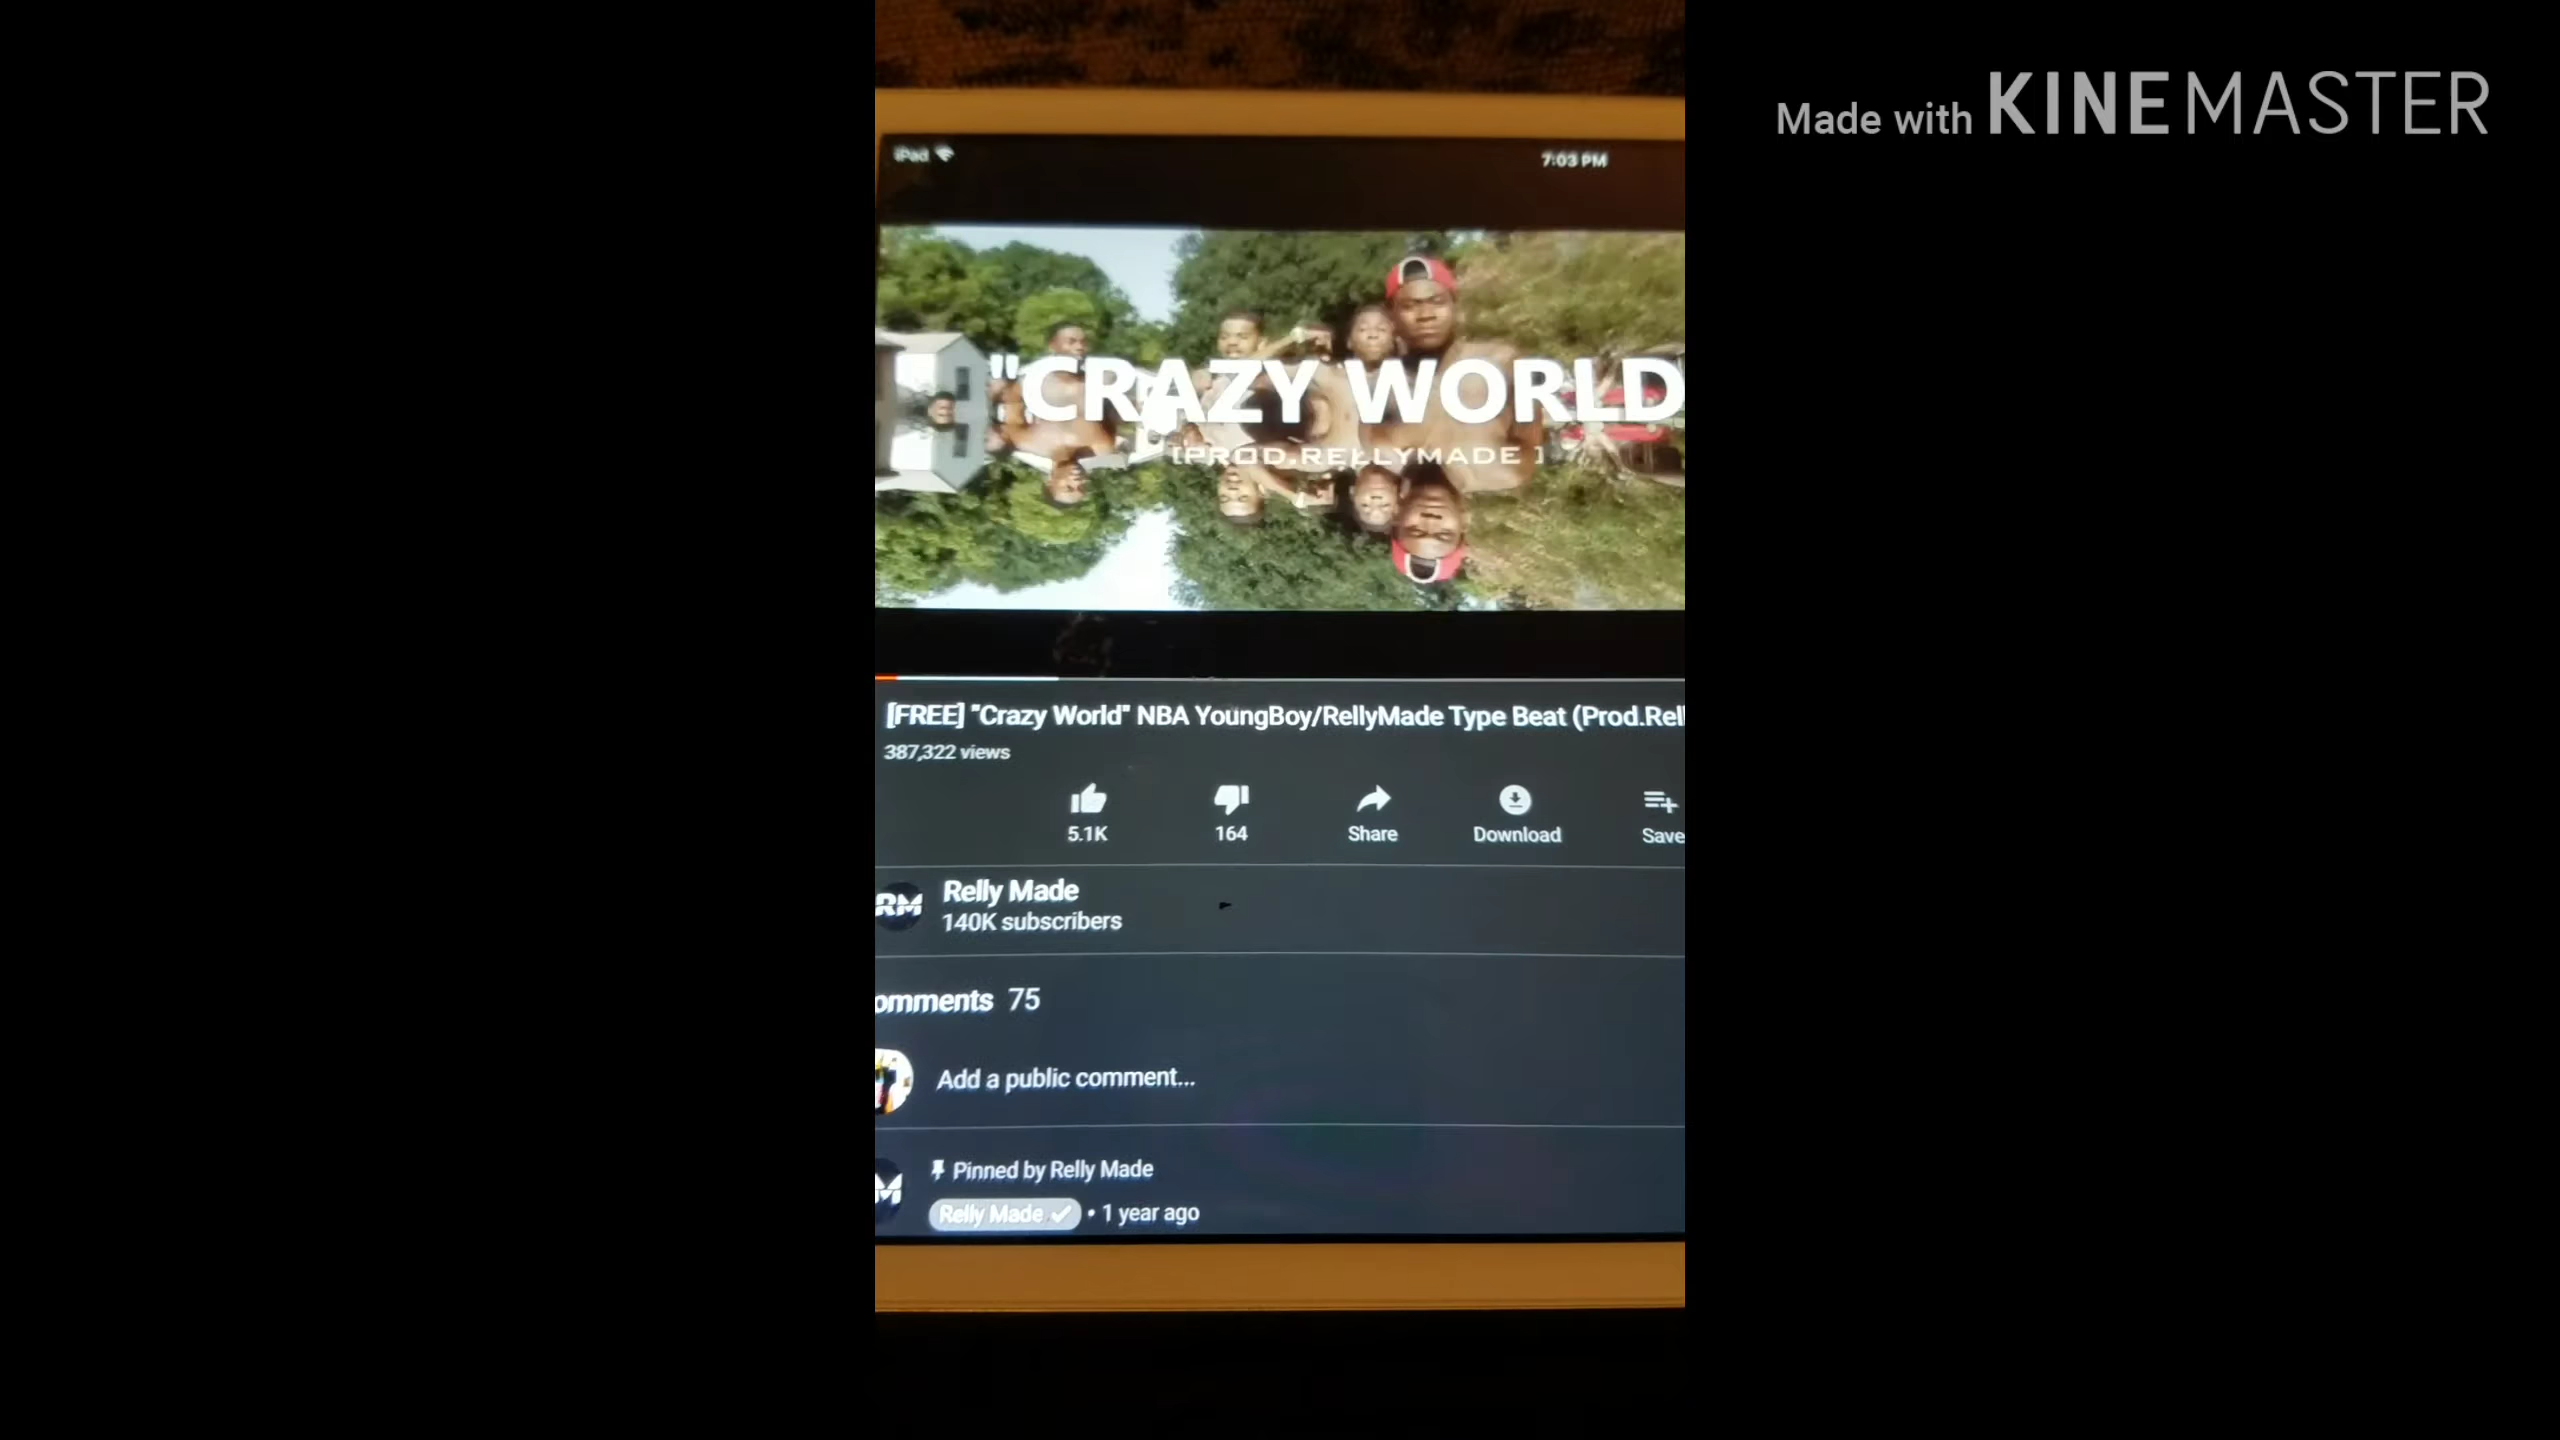 Made with KINEMASTER
iPad 7:03 PM
"CRAZY WORLD
[PROD.RELLYMADE ]
[FREE] "Crazy World" NBA YoungBoy/RellyMade Type Beat (Prod.Rel
387,322 views
5.1K 164 Share Download Save
RM
Relly Made
140K subscribers
omments 75
Add a public comment...
Pinned by Relly Made
M
Relly Made • 1 year ago